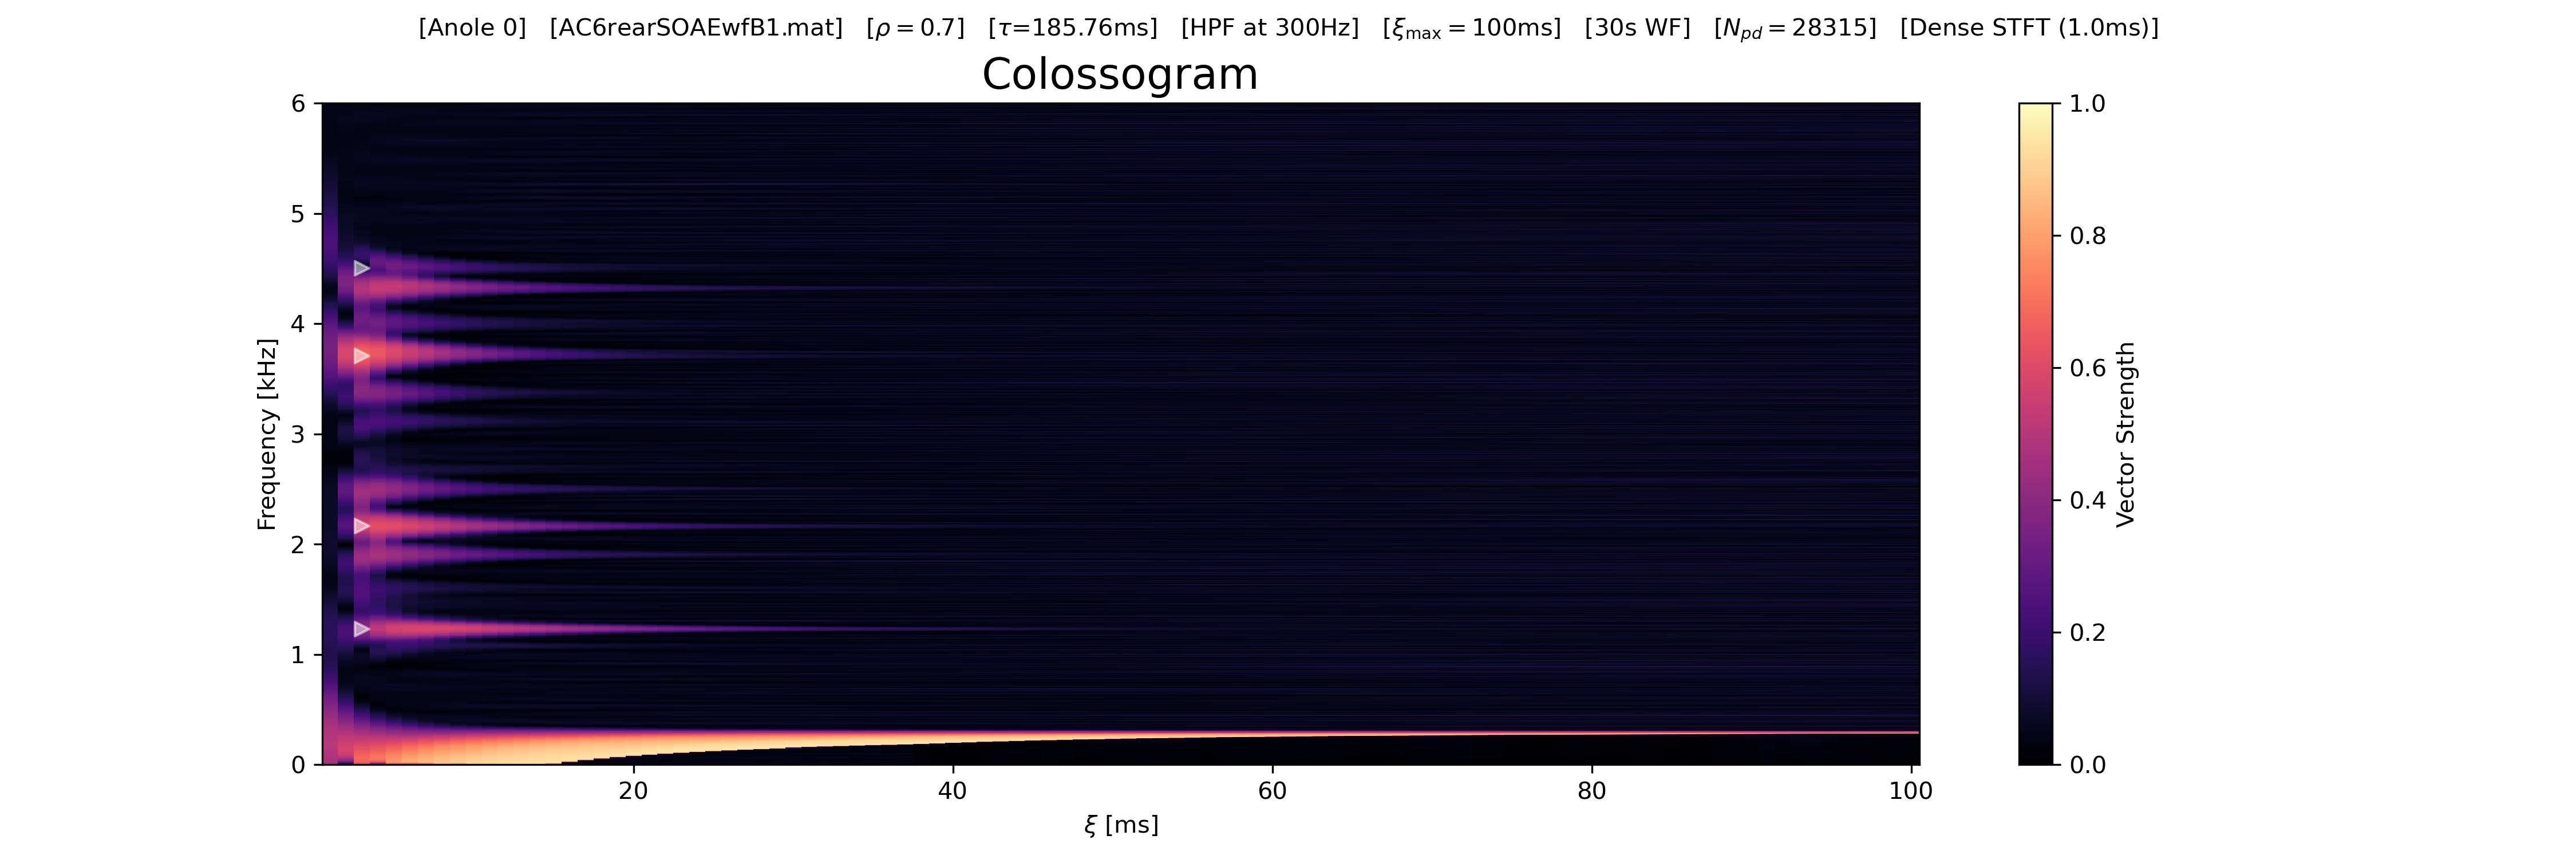 [Anole 0] [AC6rearSOAEwfB1.mat] [ρ = 0.7] [τ=185.76ms] [HPF at 300Hz] [ξmax = 100ms] [30s WF] [Npd = 28315] [Dense STFT (1.0ms)]
Colossogram
6
5
4
3
2
1
0
Frequency [kHz]
20 40 60 80 100
ξ [ms]
1.0
0.8
0.6
0.4
0.2
0.0
Vector Strength